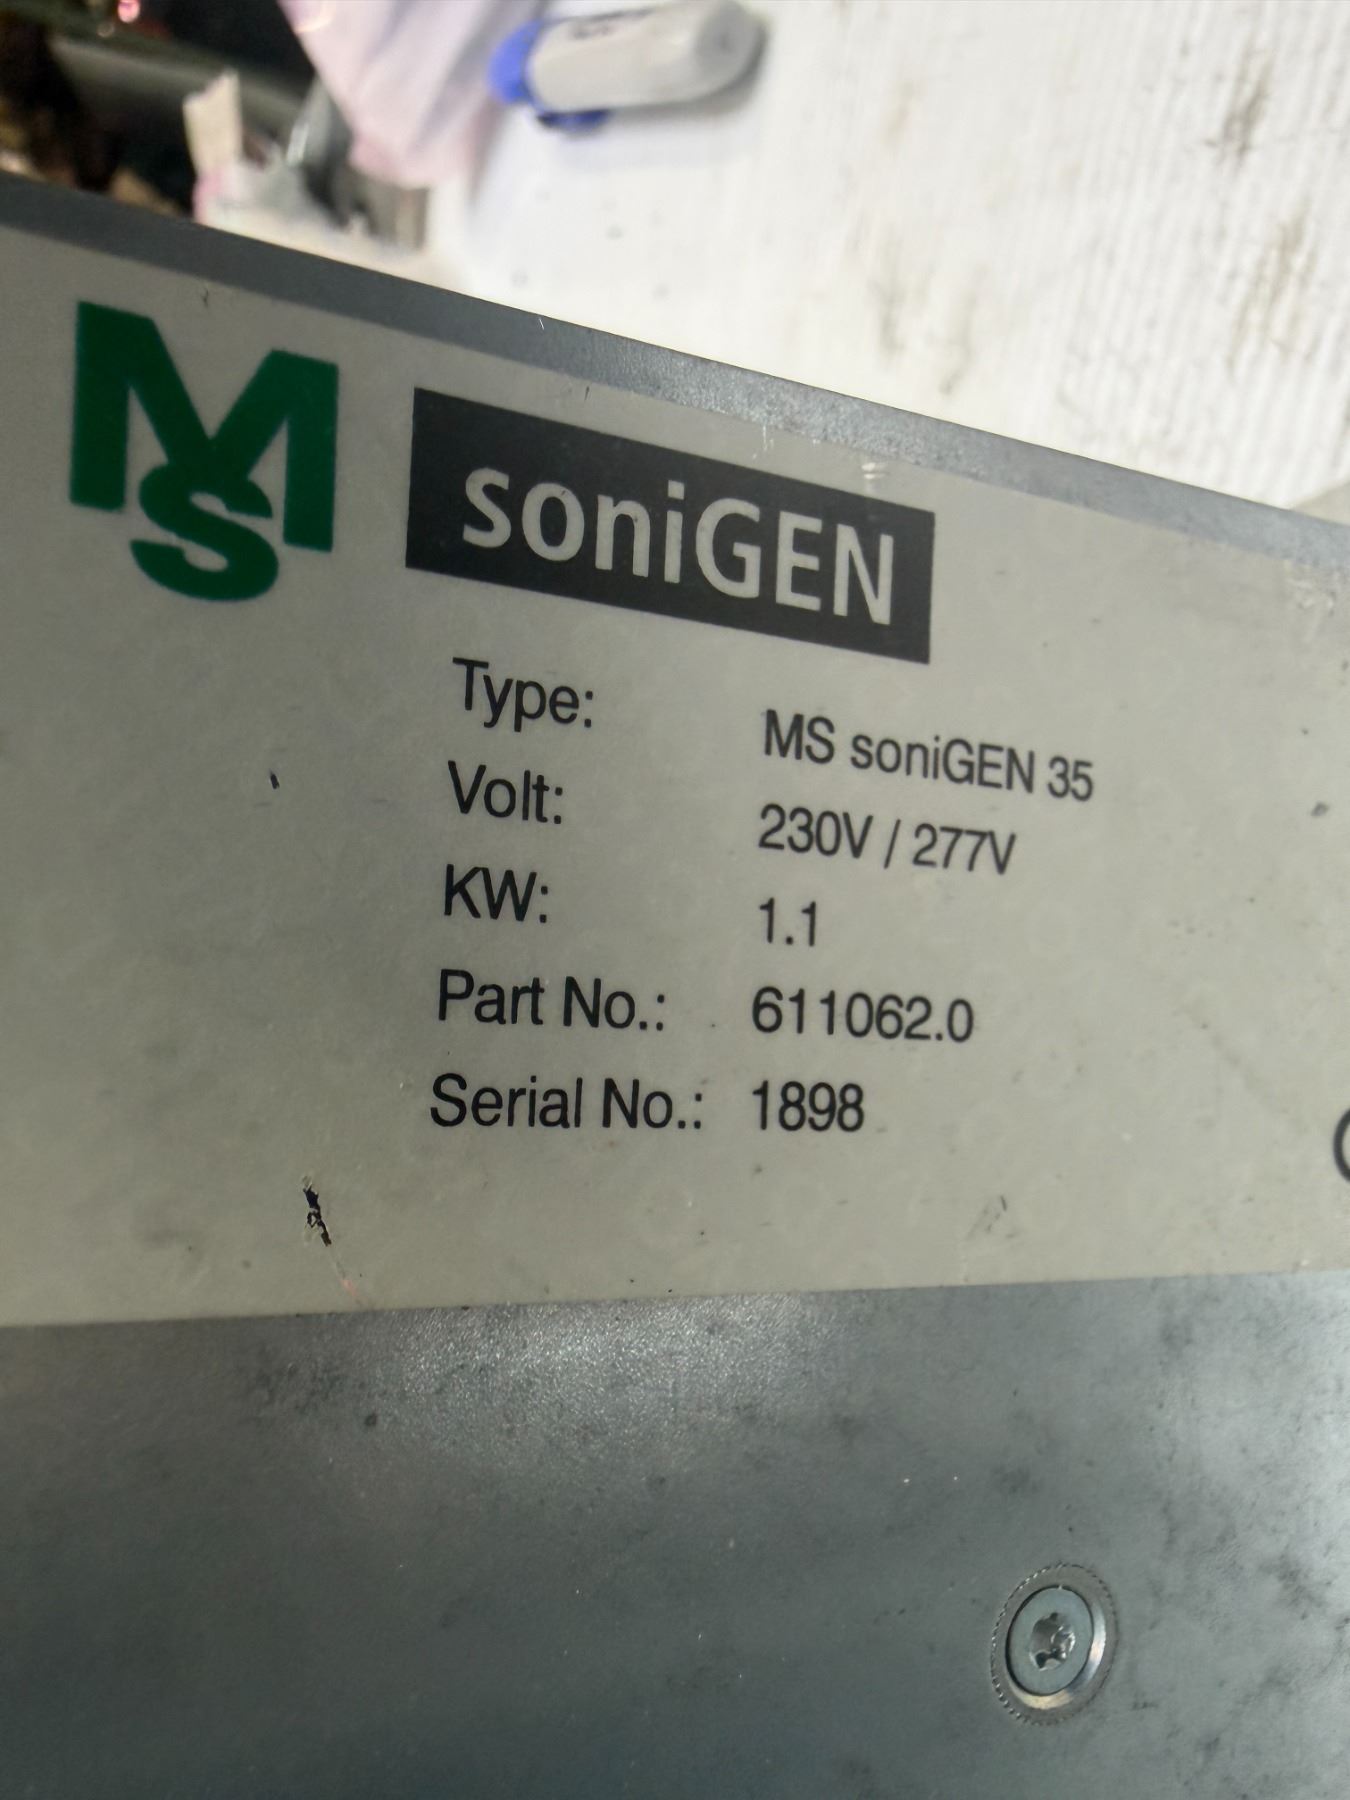 MS
soniGEN
Type: MS soniGEN 35
Volt: 230V / 277V
KW: 1.1
Part No.: 611062.0
Serial No.: 1898